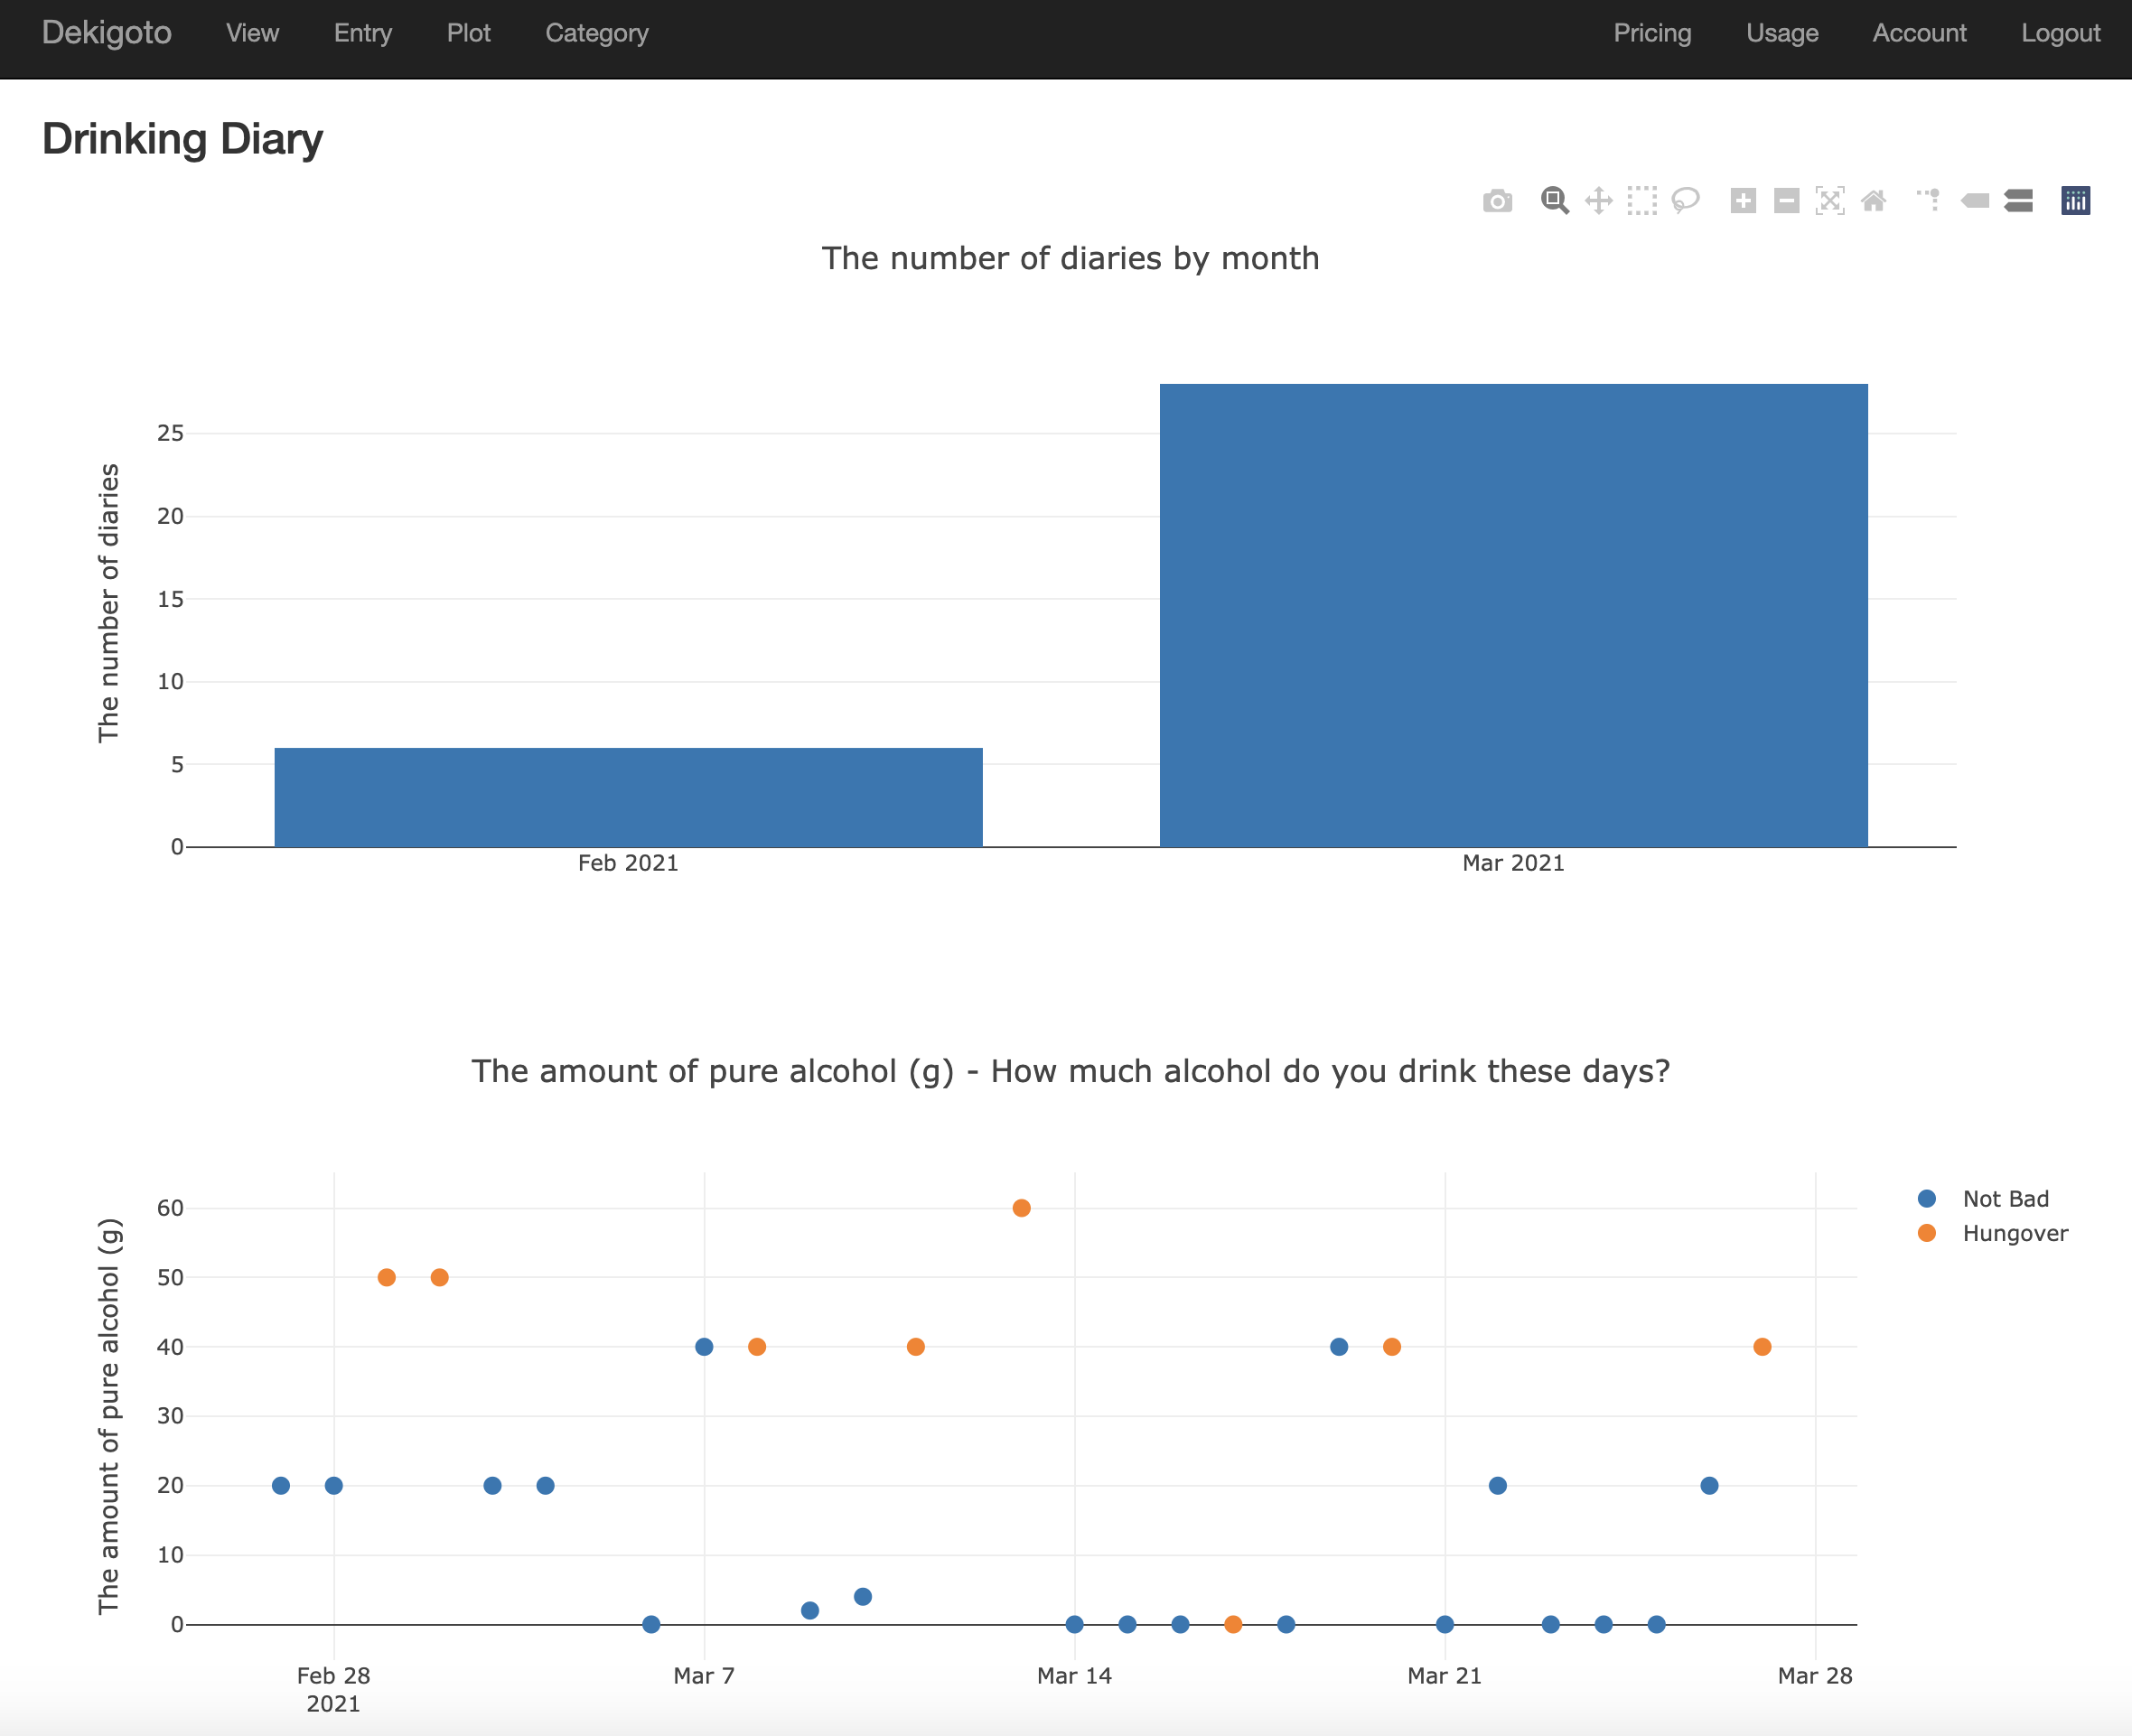 Dekigoto View Entry Plot Category Pricing Usage Account Logout
Drinking Diary
The number of diaries by month
The number of diaries
25
20
15
10
5
0
Feb 2021 Mar 2021
The amount of pure alcohol (g) - How much alcohol do you drink these days?
The amount of pure alcohol (g)
60
50
40
30
20
10
0
Not Bad
Hungover
Feb 28 Mar 7 Mar 14 Mar 21 Mar 28
2021